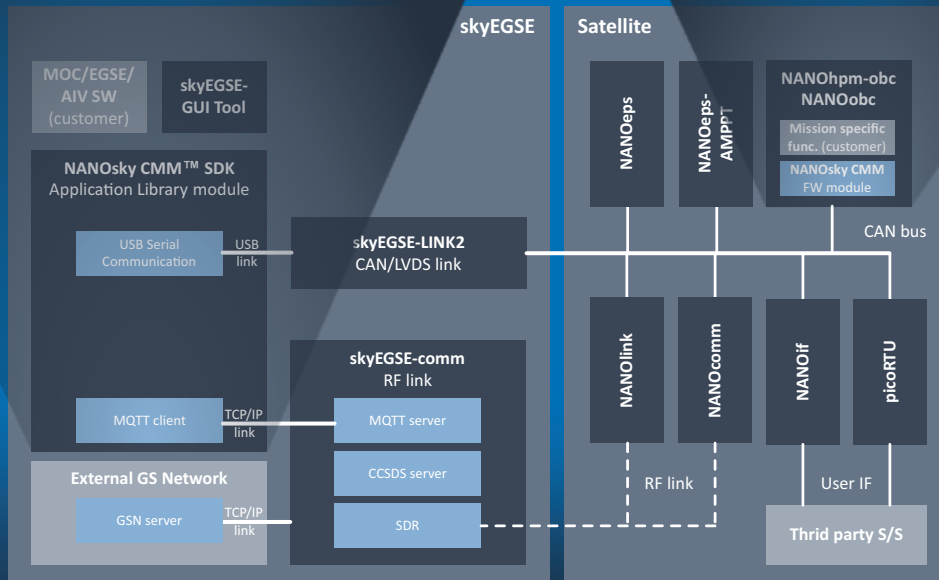 skyEGSE
Satellite
MOC/EGSE/
AIV SW
(customer)
skyEGSE-
GUI Tool
NANOsky CMM™ SDK
Application Library module
USB Serial
Communication
USB
link
skyEGSE-LINK2
CAN/LVDS link
MQTT client
TCP/IP
link
External GS Network
GSN server
TCP/IP
link
skyEGSE-comm
RF link
MQTT server
CCSDS server
SDR
NANOeps
NANOeps-
AMPPT
NANOhpm-obc
NANOobc
Mission specific
func. (customer)
NANOsky CMM
FW module
CAN bus
NANOlink
NANOcomm
NANOif
picoRTU
RF link
User IF
Thrid party S/S